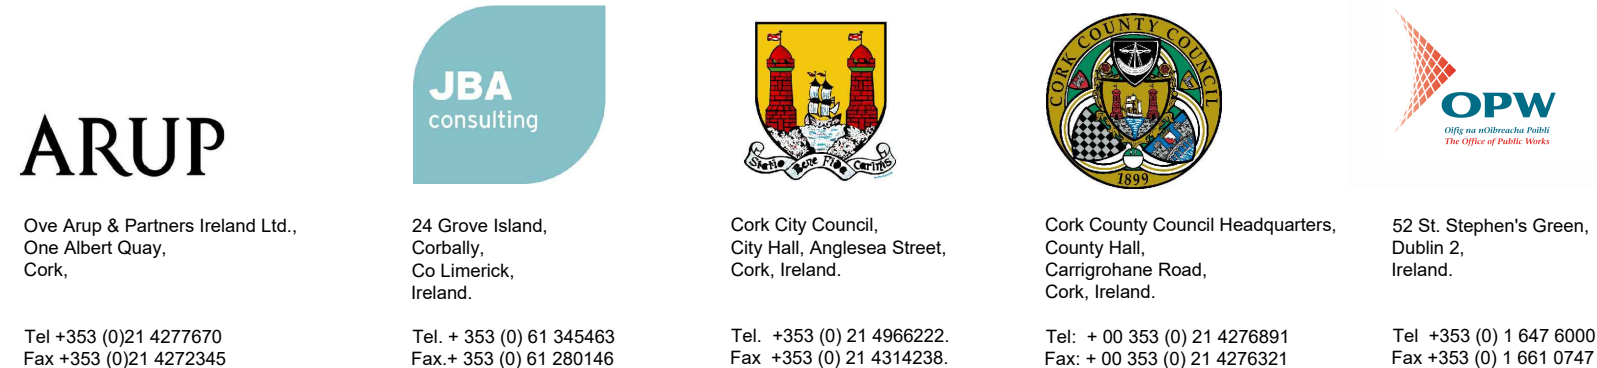 ARUP
Ove Arup & Partners Ireland Ltd.,
One Albert Quay,
Cork,
Tel +353 (0)21 4277670
Fax +353 (0)21 4272345
JBA
consulting
24 Grove Island,
Corbally,
Co Limerick,
Ireland.
Tel. + 353 (0) 61 345463
Fax.+ 353 (0) 61 280146
Statio Bene Fida Carinis
Cork City Council,
City Hall, Anglesea Street,
Cork, Ireland.
Tel.  +353 (0) 21 4966222.
Fax  +353 (0) 21 4314238.
CORK COUNTY COUNCIL
1899
Cork County Council Headquarters,
County Hall,
Carrigrohane Road,
Cork, Ireland.
Tel:  + 00 353 (0) 21 4276891
Fax: + 00 353 (0) 21 4276321
OPW
Oifig na nOibreacha Poiblí
The Office of Public Works
52 St. Stephen's Green,
Dublin 2,
Ireland.
Tel  +353 (0) 1 647 6000
Fax +353 (0) 1 661 0747